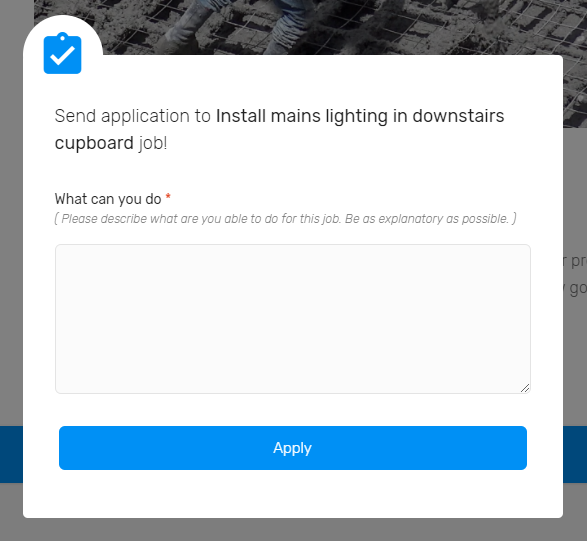 Send application to Install mains lighting in downstairs
cupboard job!
What can you do *
( Please describe what are you able to do for this job. Be as explanatory as possible. )
r pr
go
Apply